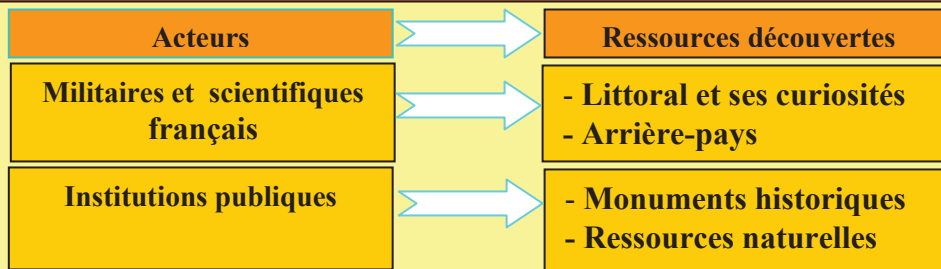 Acteurs
Ressources découvertes
Militaires et scientifiques
français
- Littoral et ses curiosités
- Arrière-pays
Institutions publiques
- Monuments historiques
- Ressources naturelles